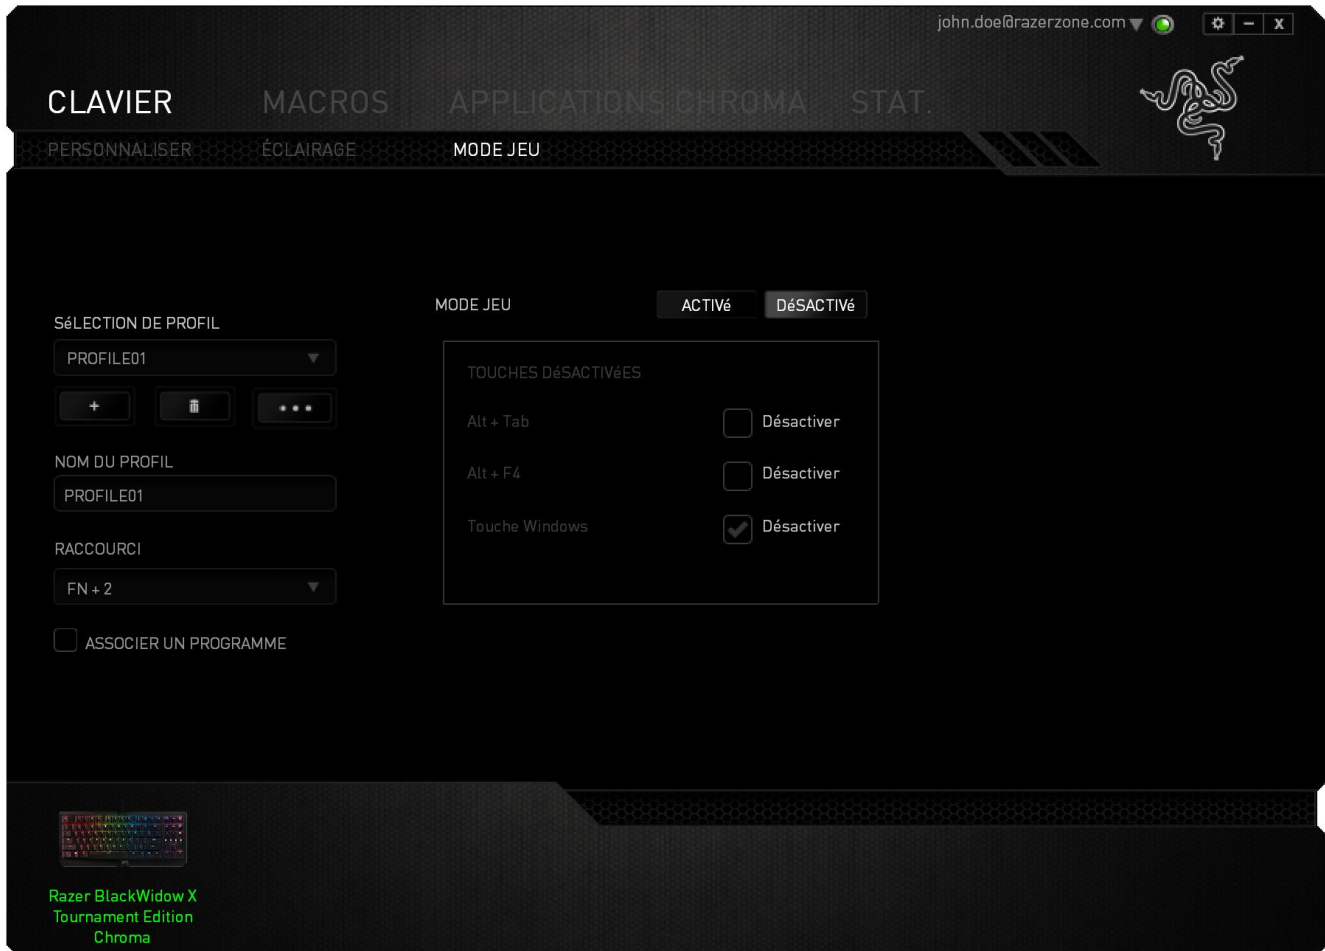 john.doe@razerzone.com
X
CLAVIER MACROS APPLICATIONS CHROMA STAT.
PERSONNALISER ÉCLAIRAGE MODE JEU
MODE JEU ACTIVé DéSACTIVé
SéLECTION DE PROFIL
PROFILE01
+ •••
NOM DU PROFIL
PROFILE01
RACCOURCI
FN + 2
ASSOCIER UN PROGRAMME
TOUCHES DéSACTIVéES
Alt + Tab Désactiver
Alt + F4 Désactiver
Touche Windows Désactiver
Razer BlackWidow X
Tournament Edition
Chroma